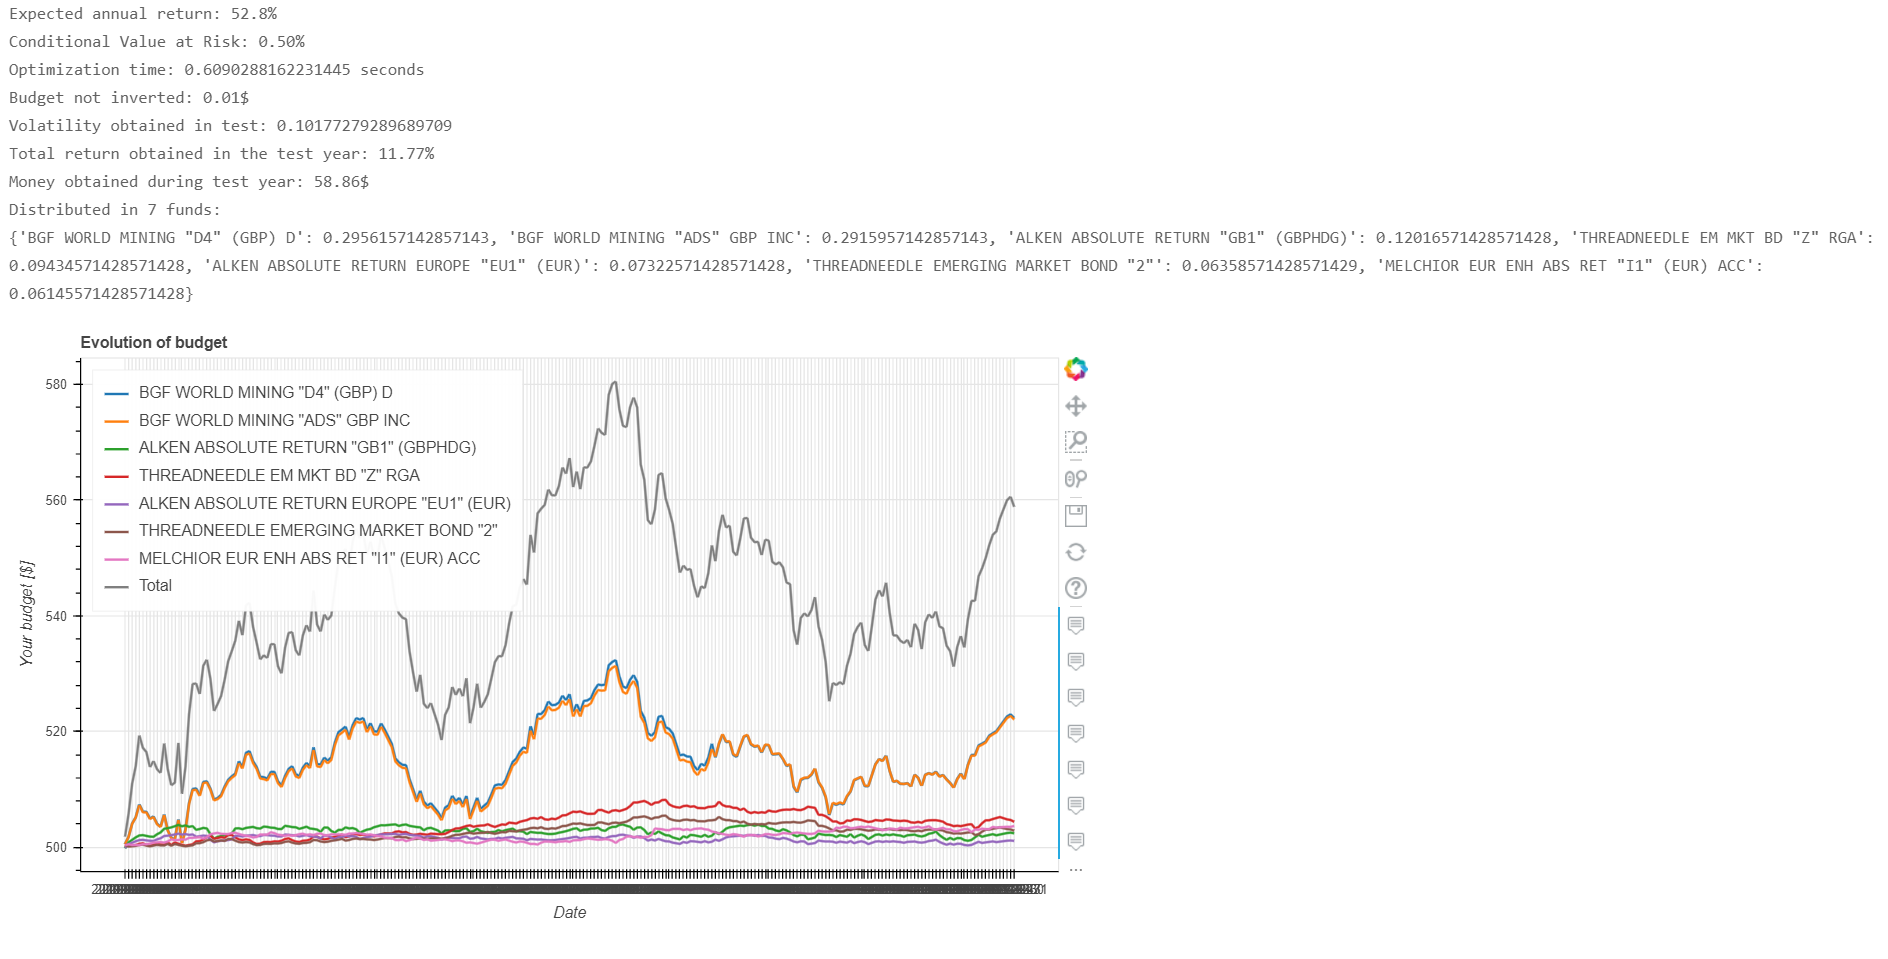 Expected annual return: 52.8%
Conditional Value at Risk: 0.50%
Optimization time: 0.6090288162231445 seconds
Budget not inverted: 0.01$
Volatility obtained in test: 0.10177279289689709
Total return obtained in the test year: 11.77%
Money obtained during test year: 58.86$
Distributed in 7 funds:
{'BGF WORLD MINING "D4" (GBP) D': 0.2956157142857143, 'BGF WORLD MINING "ADS" GBP INC': 0.2915957142857143, 'ALKEN ABSOLUTE RETURN "GB1" (GBPHDG)': 0.12016571428571428, 'THREADNEEDLE EM MKT BD "Z" RGA':
0.09434571428571428, 'ALKEN ABSOLUTE RETURN EUROPE "EU1" (EUR)': 0.07322571428571428, 'THREADNEEDLE EMERGING MARKET BOND "2"': 0.06358571428571429, 'MELCHIOR EUR ENH ABS RET "I1" (EUR) ACC':
0.06145571428571428}
Evolution of budget
580
560
540
520
500
Your budget [$]
BGF WORLD MINING "D4" (GBP) D
BGF WORLD MINING "ADS" GBP INC
ALKEN ABSOLUTE RETURN "GB1" (GBPHDG)
THREADNEEDLE EM MKT BD "Z" RGA
ALKEN ABSOLUTE RETURN EUROPE "EU1" (EUR)
THREADNEEDLE EMERGING MARKET BOND "2"
MELCHIOR EUR ENH ABS RET "I1" (EUR) ACC
Total
Date